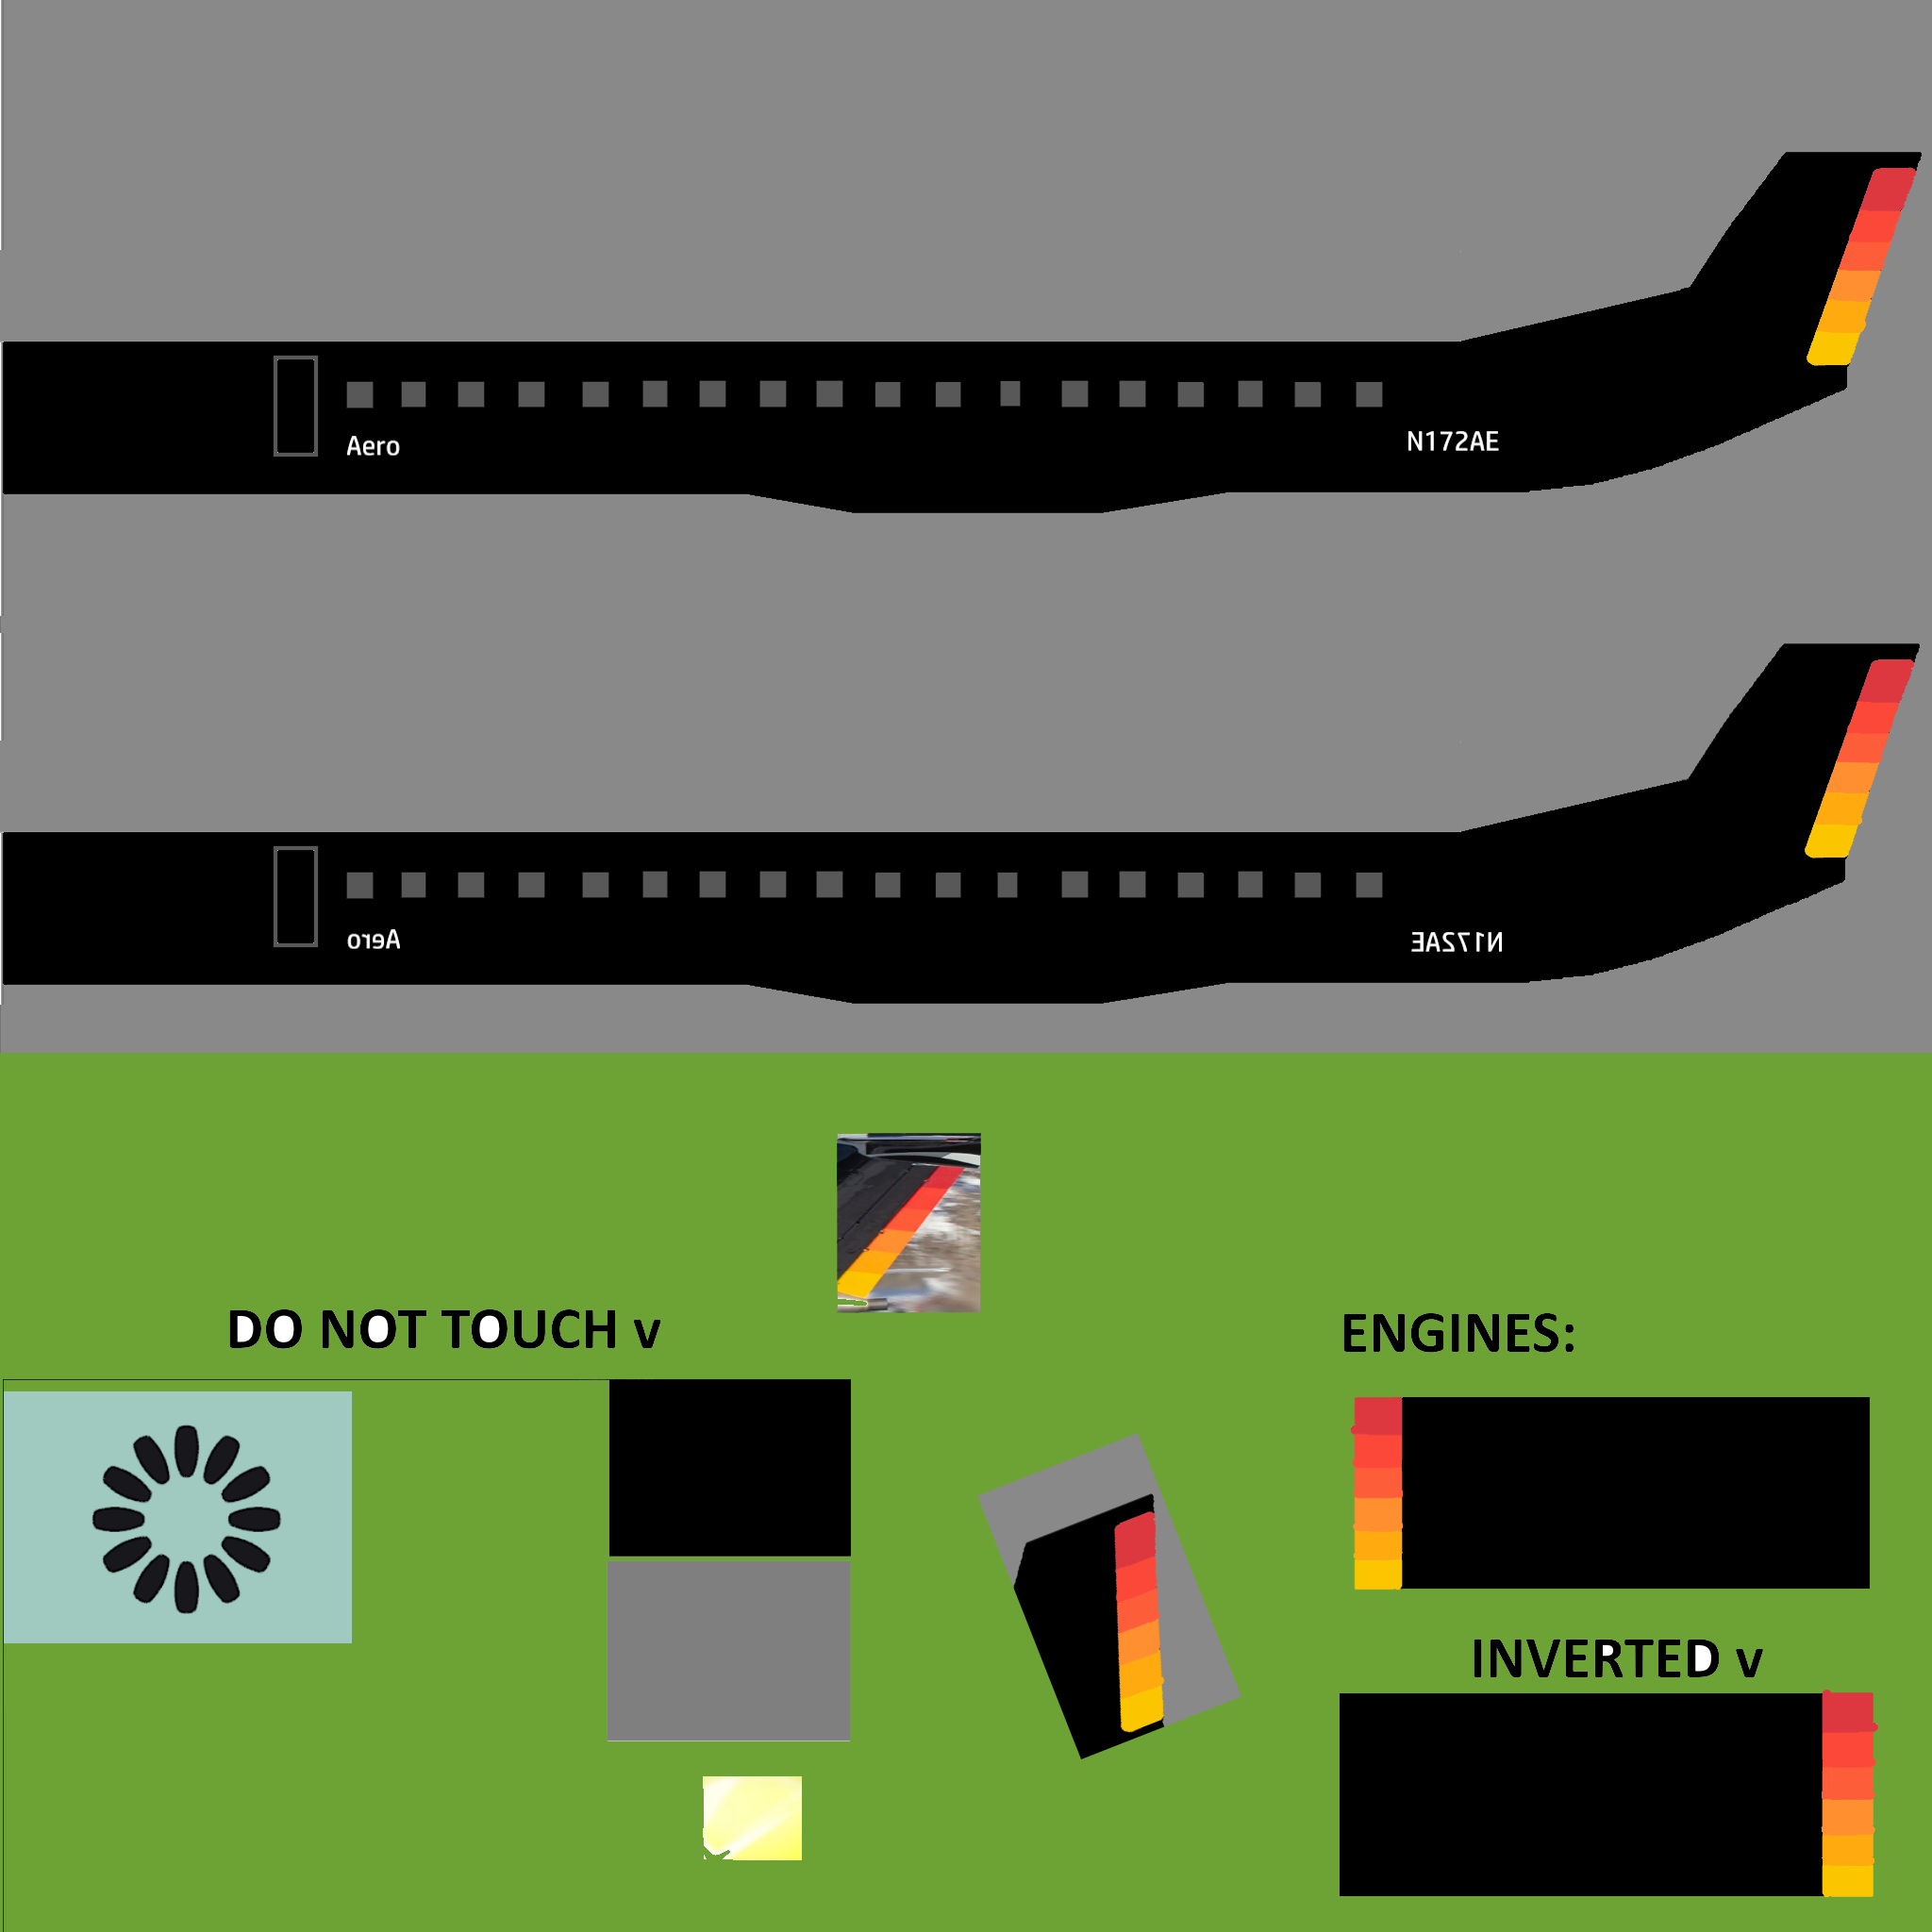 Aero
N172AE
Aero
N172AE
DO NOT TOUCH v
ENGINES:
INVERTED v